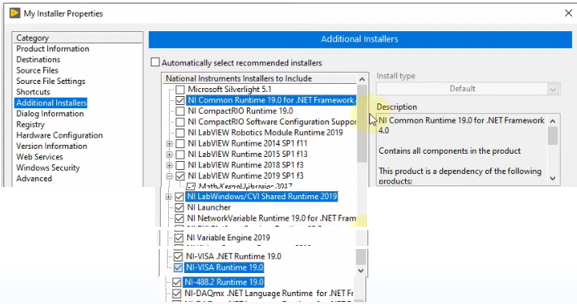 My Installer Properties
Category
Product Information
Destinations
Source Files
Source File Settings
Shortcuts
Additional Installers
Dialog Information
Registry
Hardware Configuration
Version Information
Web Services
Windows Security
Advanced
Additional Installers
Automatically select recommended installers
National Instruments Installers to Include
Microsoft Silverlight 5.1
NI Common Runtime 19.0 for .NET Framework
NI CompactRIO Runtime 19.0
NI CompactRIO Software Configuration Suppor
NI LabVIEW Robotics Module Runtime 2019
NI LabVIEW Runtime 2014 SP1 f11
NI LabVIEW Runtime 2015 SP1 f12
NI LabVIEW Runtime 2018 SP1 f3
NI LabVIEW Runtime 2019 SP1 f3
NI LabWindows/CVI Shared Runtime 2019
NI Launcher
NI NetworkVariable Runtime 19.0 for .NET Fram
NI Variable Engine 2019
NI-VISA .NET Runtime 19.0
NI-VISA Runtime 19.0
NI-488.2 Runtime 19.0
NI-DAQmx .NET Language Runtime for .NET Fr
Install type
Default
Description
NI Common Runtime 19.0 for .NET Framework
4.0
Contains all components in the product
This product is a dependency of the following
products: